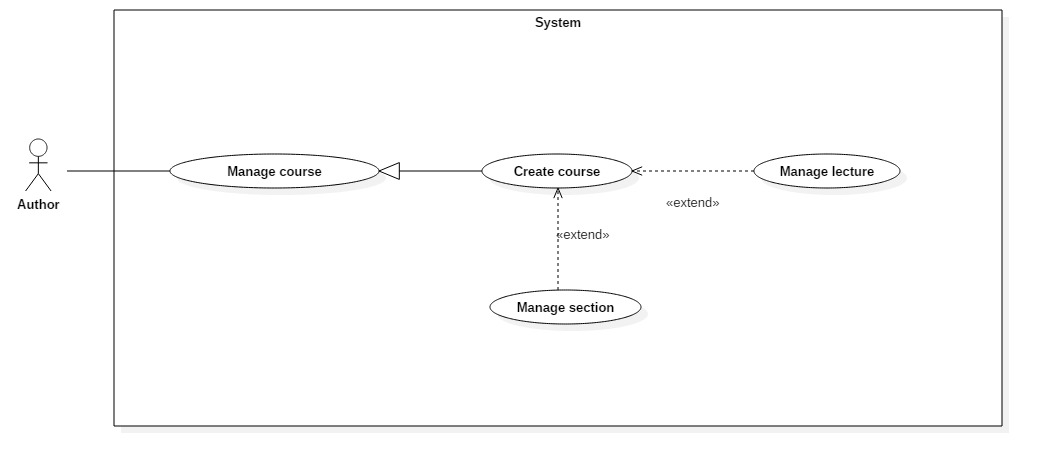 System
Author
Manage course
Create course
Manage lecture
«extend»
«extend»
Manage section